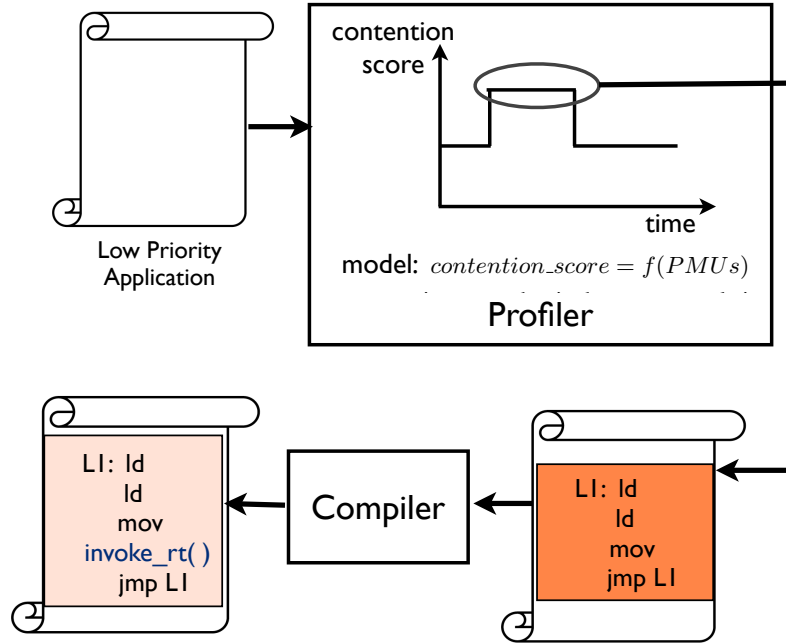 contention
score
time
model: contention_score = f(PMUs)
Profiler
Low Priority
Application
L1: ld
ld
mov
invoke_rt( )
jmp L1
Compiler
L1: ld
ld
mov
jmp L1